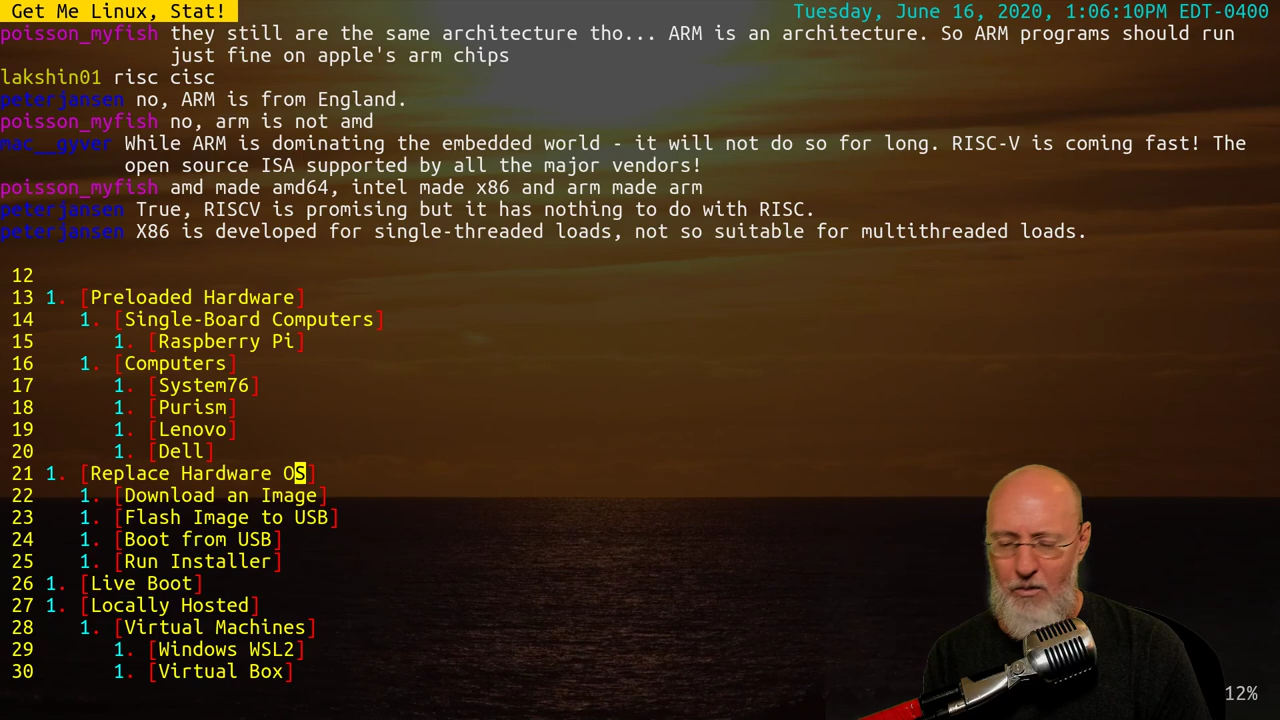 Get Me Linux, Stat!
Tuesday, June 16, 2020, 1:06:10PM EDT-0400
poisson_myfish they still are the same architecture tho... ARM is an architecture. So ARM programs should run
just fine on apple's arm chips
lakshin01 risc cisc
peterjansen no, ARM is from England.
poisson_myfish no, arm is not amd
mac__gyver While ARM is dominating the embedded world - it will not do so for long. RISC-V is coming fast! The
open source ISA supported by all the major vendors!
poisson_myfish amd made amd64, intel made x86 and arm made arm
peterjansen True, RISCV is promising but it has nothing to do with RISC.
peterjansen X86 is developed for single-threaded loads, not so suitable for multithreaded loads.
12
13 1. [Preloaded Hardware]
14 1. [Single-Board Computers]
15 1. [Raspberry Pi]
16 1. [Computers]
17 1. [System76]
18 1. [Purism]
19 1. [Lenovo]
20 1. [Dell]
21 1. [Replace Hardware OS]
22 1. [Download an Image]
23 1. [Flash Image to USB]
24 1. [Boot from USB]
25 1. [Run Installer]
26 1. [Live Boot]
27 1. [Locally Hosted]
28 1. [Virtual Machines]
29 1. [Windows WSL2]
30 1. [Virtual Box]
12%